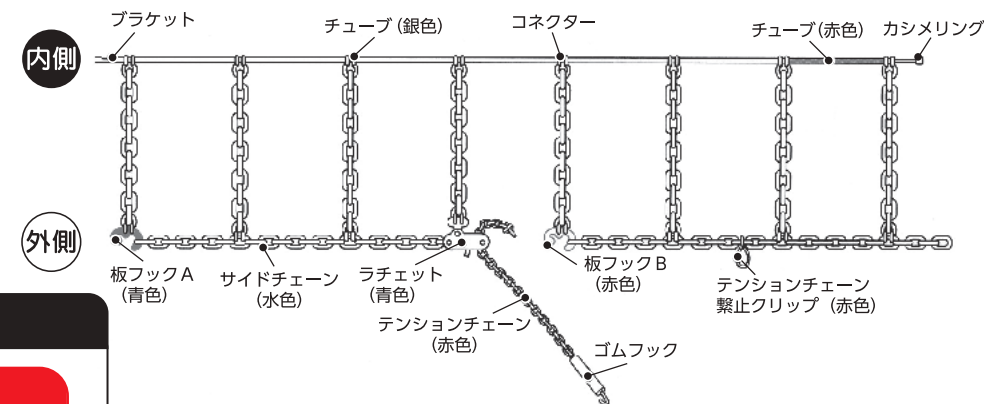 ブラケット
チューブ（銀色）
コネクター
チューブ（赤色）
カシメリング
内側
外側
板フックA
（青色）
サイドチェーン
（水色）
ラチェット
（青色）
板フックB
（赤色）
テンションチェーン
繋止クリップ（赤色）
テンションチェーン
（赤色）
ゴムフック